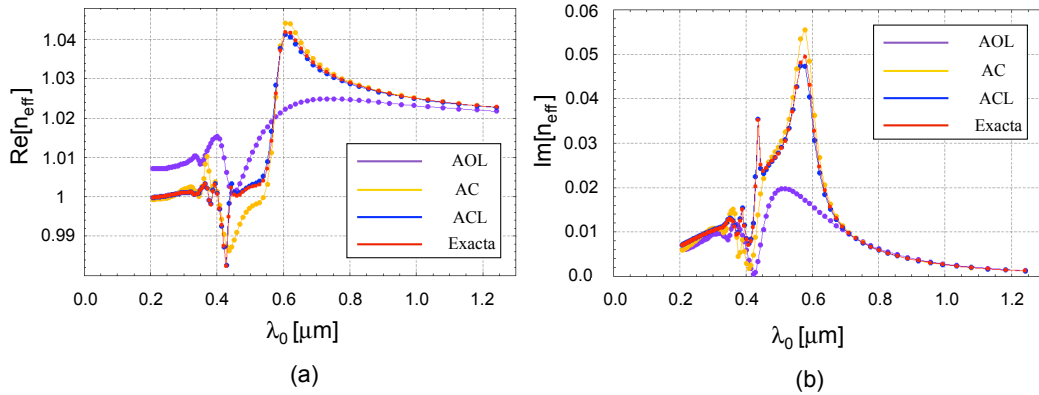 1.04
1.03
1.02
1.01
1
0.99
0.0
0.2
0.4
0.6
0.8
1.0
1.2
Re[n_eff]
λ₀ [μm]
AOL
AC
ACL
Exacta
(a)
0.06
0.05
0.04
0.03
0.02
0.01
0.0
0.0
0.2
0.4
0.6
0.8
1.0
1.2
Im[n_eff]
λ₀ [μm]
AOL
AC
ACL
Exacta
(b)